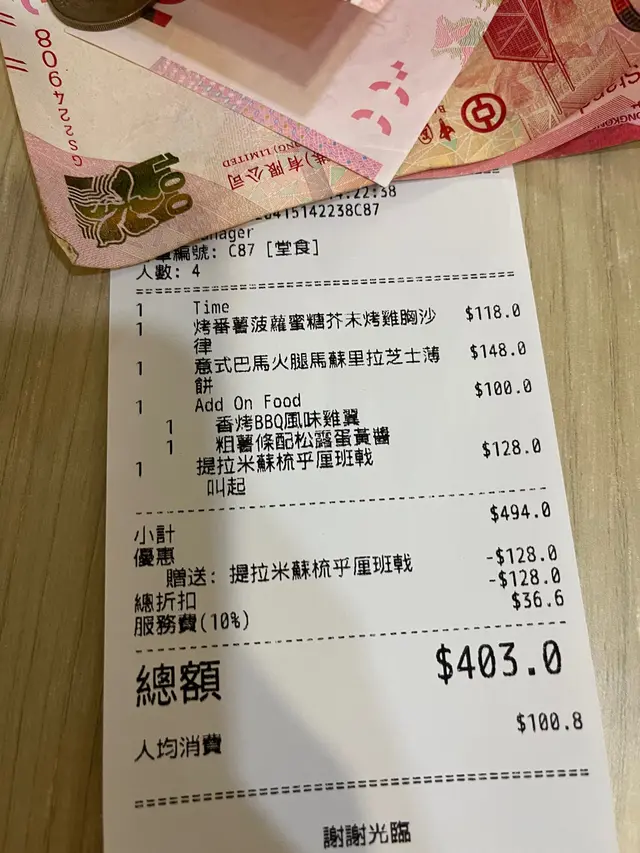 GS224908
100
(港)有限公司
NG) LIMITED
HONGKONG
:22:38
0415142238C87
anager
單編號: C87 [堂食]
人數: 4
1 Time
1 烤番薯菠蘿蜜糖芥末烤雞胸沙 $118.0
律
1 意式巴馬火腿馬蘇里拉芝士薄 $148.0
餅
1 Add On Food $100.0
1 香烤BBQ風味雞翼
1 粗薯條配松露蛋黃醬
1 提拉米蘇梳乎厘班戟 $128.0
叫起
小計 $494.0
優惠
贈送: 提拉米蘇梳乎厘班戟 -$128.0
總折扣 -$128.0
服務費(10%) $36.6
總額 $403.0
人均消費 $100.8
謝謝光臨